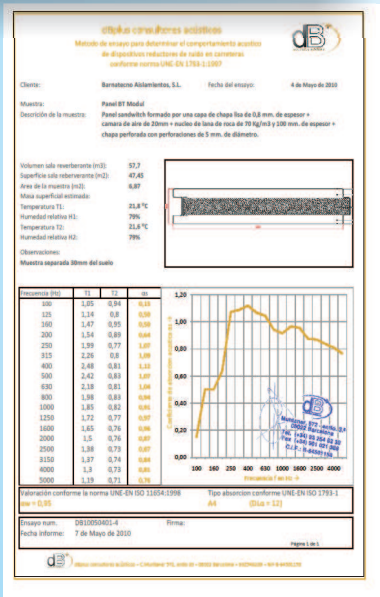 dBplus consultores acústicos
dB
Método de ensayo para determinar el comportamiento acústico
de dispositivos reductores de ruido en carreteras
conforme norma UNE-EN 1793-1:1997
Cliente: Barnatecno Aislamientos, S.L. Fecha del ensayo: 4 de Mayo de 2010
Muestra: Panel BT Modul
Descripción de la muestra: Panel sandwitch formado por una capa de chapa lisa de 0,8 mm. de espesor +
camara de aire de 20mm + nucleo de lana de roca de 70 Kg/m3 y 100 mm. de espesor +
chapa perforada con perforaciones de 5 mm. de diámetro.
Volumen sala reverberante (m3): 57,7
Superficie sala reberverante (m2): 47,45
Area de la muestra (m2): 6,97
Masa superficial estimada:
Temperatura T1: 21,8 ºC
Humedad relativa H1: 79%
Temperatura T2: 21,6 ºC
Humedad relativa H2: 79%
Observaciones:
Muestra separada 30mm del suelo
Frecuencia (Hz) T1 T2 αs
100 1,05 0,94 0,15
125 1,14 0,8 0,50
160 1,47 0,95 0,50
200 1,54 0,89 0,64
250 1,99 0,77 1,07
315 2,26 0,8 1,09
400 2,48 0,81 1,12
500 2,42 0,83 1,07
630 2,18 0,81 1,04
800 1,98 0,83 0,94
1000 1,85 0,82 0,91
1250 1,72 0,77 0,97
1600 1,65 0,76 0,96
2000 1,5 0,76 0,87
2500 1,38 0,73 0,87
3150 1,37 0,74 0,84
4000 1,3 0,73 0,81
5000 1,19 0,71 0,76
1,20
1,00
0,80
0,60
0,40
0,20
0,00
100 160 250 400 630 1000 1600 2500 4000
Frecuencia f en Hz
Valoración conforme la norma UNE-EN ISO 11654:1998 Tipo absorcion conforme UNE-EN ISO 1793-1
αw = 0,95 A4 (DLα = 12)
Ensayo num. DB10050401-4 Firma:
Fecha informe: 7 de Mayo de 2010
Página 1 de 1
dB